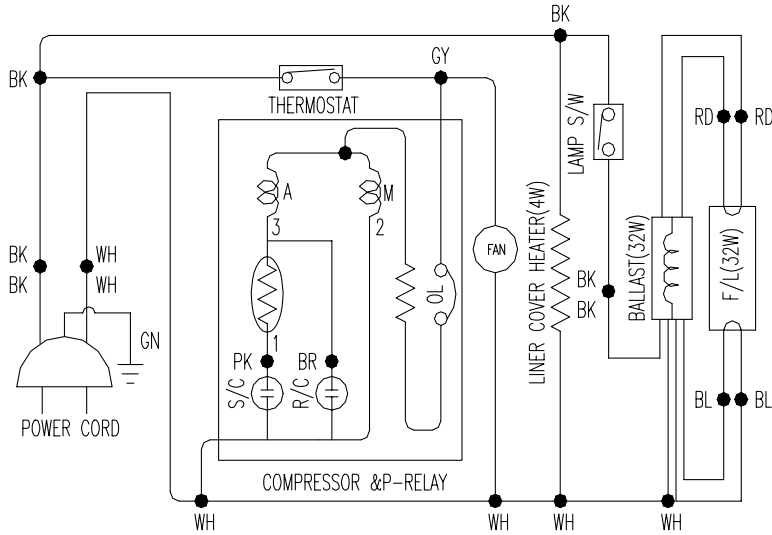 BK
GY
BK
THERMOSTAT
LAMP S/W
RD
RD
A
M
3
2
FAN
LINER COVER HEATER(4W)
BALLAST(32W)
F/L(32W)
BK
WH
BK
WH
BK
BK
OL
GN
1
PK
BR
S/C
R/C
BL
BL
POWER CORD
COMPRESSOR &P-RELAY
WH
WH
WH
WH